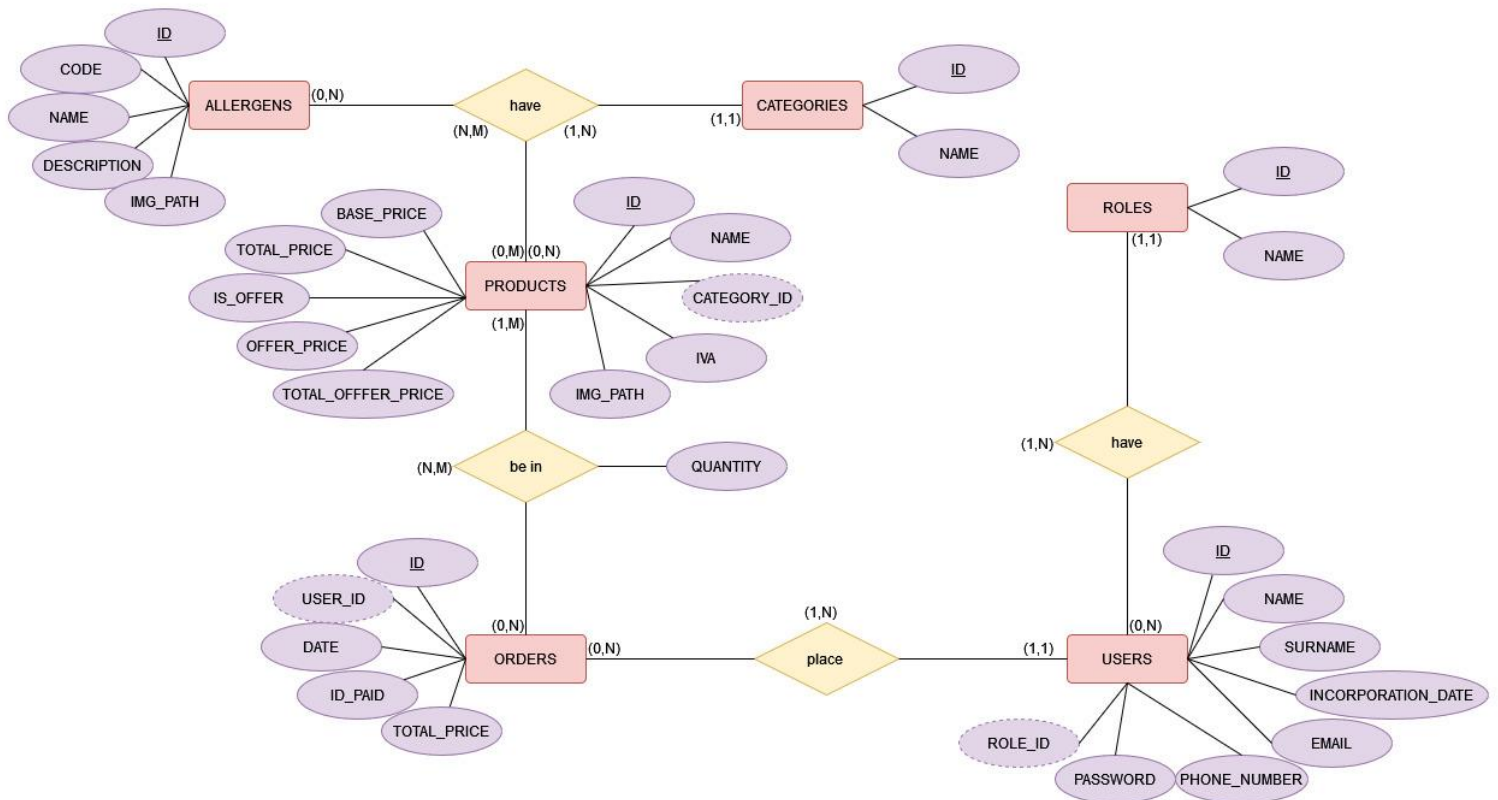 ID
CODE
NAME
DESCRIPTION
IMG_PATH
ALLERGENS
(0,N)
have
(N,M)
(1,N)
(1,1)
CATEGORIES
ID
NAME
ROLES
(1,1)
ID
NAME
BASE_PRICE
TOTAL_PRICE
IS_OFFER
OFFER_PRICE
TOTAL_OFFFER_PRICE
(0,M)
(0,N)
PRODUCTS
(1,M)
ID
NAME
CATEGORY_ID
IVA
IMG_PATH
(N,M)
be in
QUANTITY
(1,N)
have
ID
USER_ID
DATE
ID_PAID
TOTAL_PRICE
(0,N)
ORDERS
(0,N)
(1,N)
place
(1,1)
(0,N)
USERS
ID
NAME
SURNAME
INCORPORATION_DATE
EMAIL
ROLE_ID
PASSWORD
PHONE_NUMBER